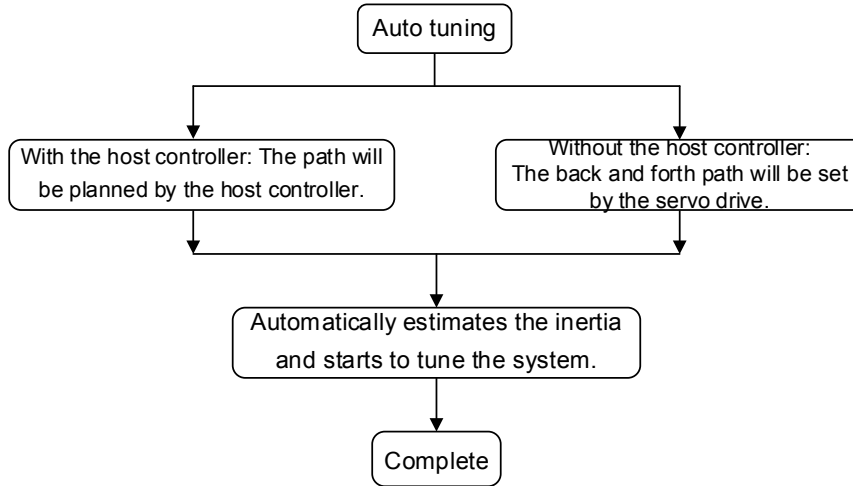 Auto tuning
With the host controller: The path will
be planned by the host controller.
Without the host controller:
The back and forth path will be set
by the servo drive.
Automatically estimates the inertia
and starts to tune the system.
Complete